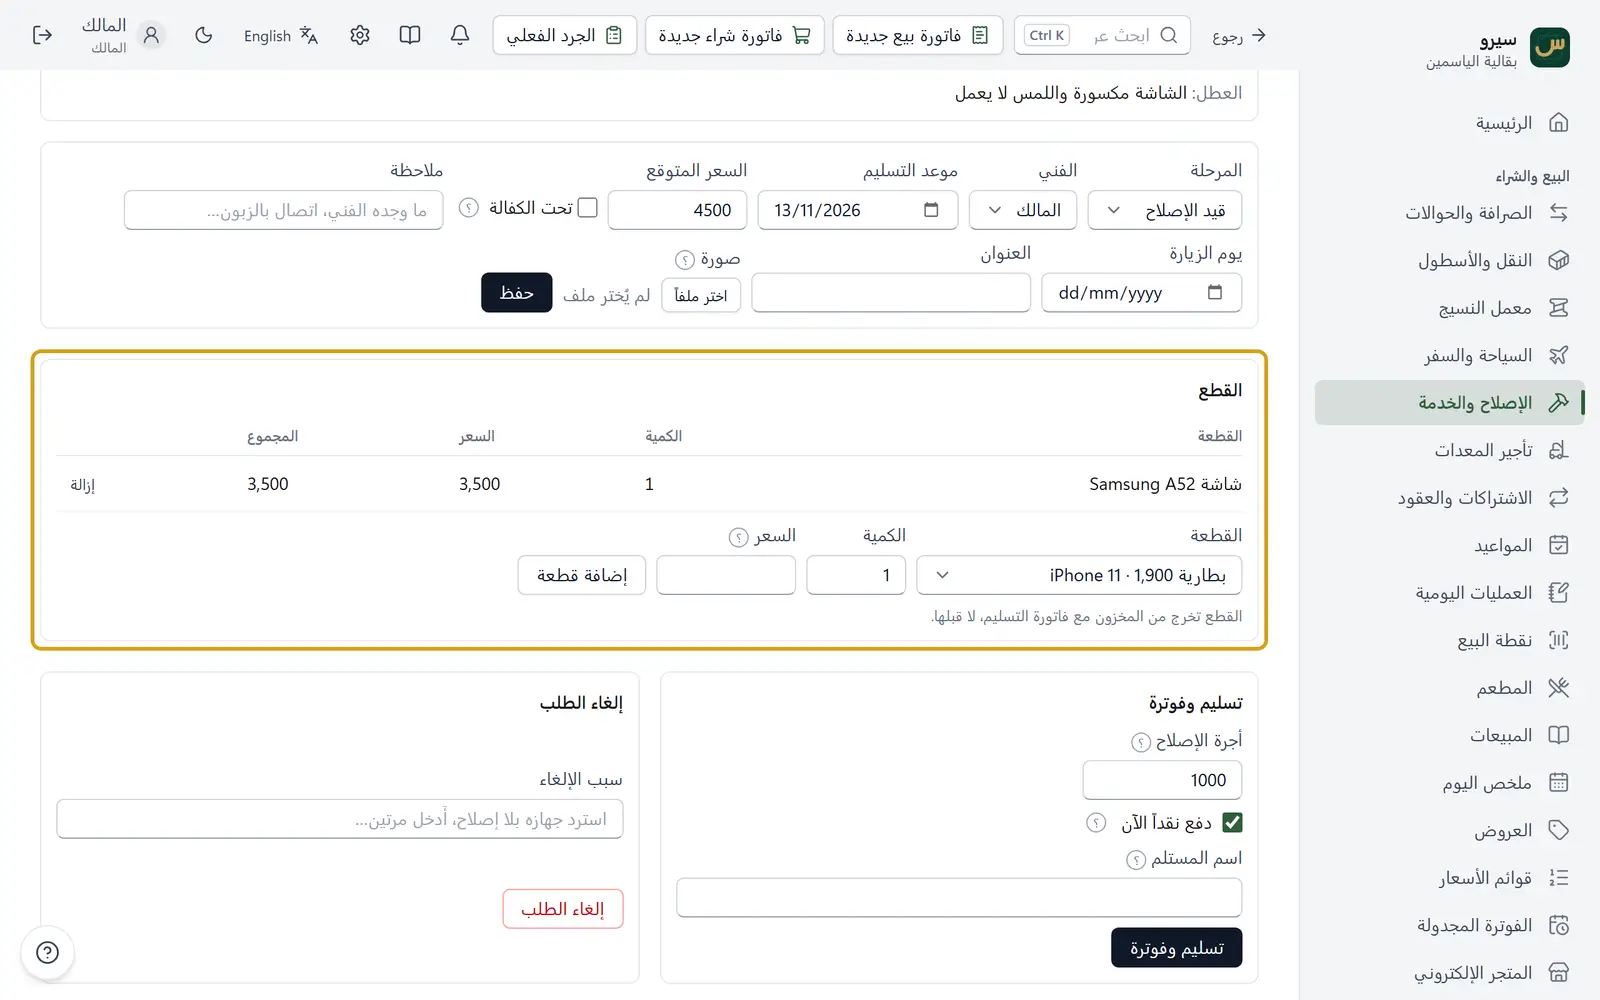 سيرو
بقالية الياسمين
رجوع
ابحث عر
Ctrl K
فاتورة بيع جديدة
فاتورة شراء جديدة
الجرد الفعلي
English
المالك
المالك
الرئيسية
البيع والشراء
الصرافة والحوالات
النقل والأسطول
معمل النسيج
السياحة والسفر
الإصلاح والخدمة
تأجير المعدات
الاشتراكات والعقود
المواعيد
العمليات اليومية
نقطة البيع
المطعم
المبيعات
ملخص اليوم
العروض
قوائم الأسعار
الفوترة المجدولة
المتجر الإلكتروني
العطل: الشاشة مكسورة واللمس لا يعمل
المرحلة
الفني
موعد التسليم
السعر المتوقع
ملاحظة
قيد الإصلاح
المالك
13/11/2026
4500
تحت الكفالة
؟
ما وجده الفني، اتصال بالزبون...
يوم الزيارة
العنوان
صورة ؟
dd/mm/yyyy
اختر ملفاً
لم يُختر ملف
حفظ
القطع
القطعة
الكمية
السعر
المجموع
شاشة Samsung A52
1
3,500
3,500
إزالة
القطعة
الكمية
السعر ؟
بطارية iPhone 11 · 1,900
1
إضافة قطعة
القطع تخرج من المخزون مع فاتورة التسليم، لا قبلها.
تسليم وفوترة
أجرة الإصلاح ؟
1000
دفع نقداً الآن ؟
اسم المستلم ؟
تسليم وفوترة
إلغاء الطلب
سبب الإلغاء
استرد جهازه بلا إصلاح، أُدخل مرتين...
إلغاء الطلب
?